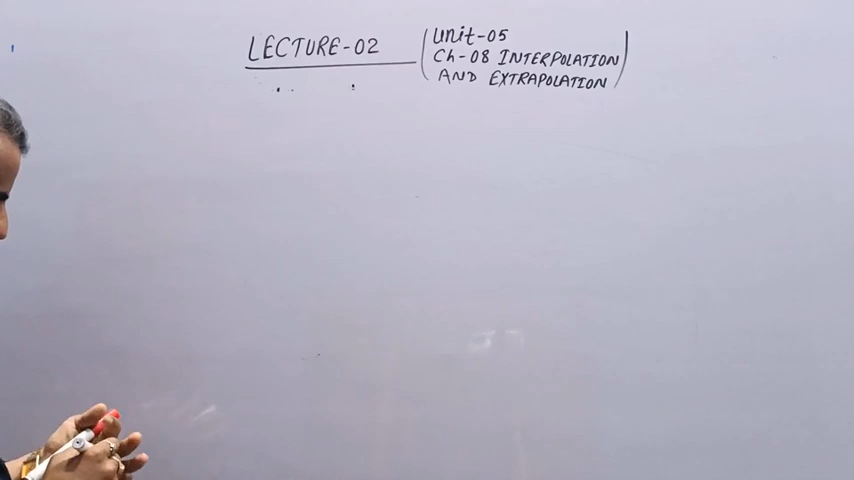 LECTURE-02
Unit-05
Ch-08 INTERPOLATION
AND EXTRAPOLATION